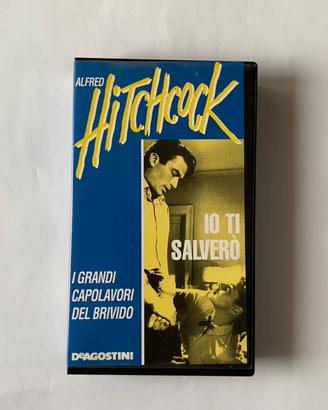 ALFRED
HITCHCOCK
IO TI
SALVERÒ
I GRANDI
CAPOLAVORI
DEL BRIVIDO
DEAGOSTINI